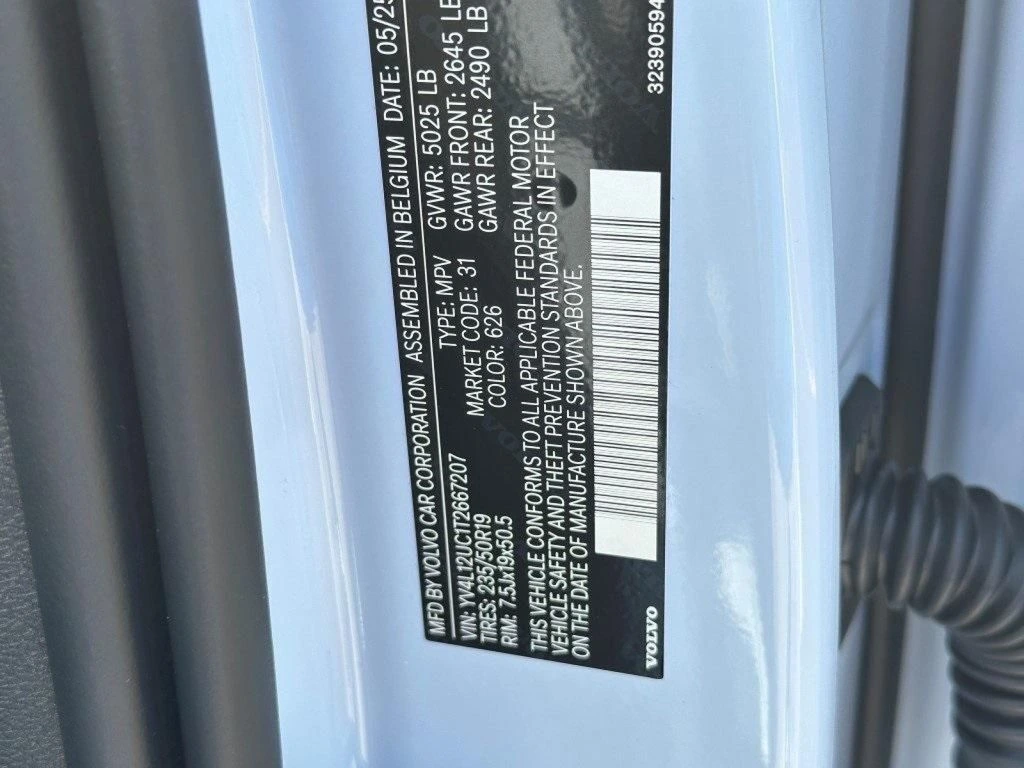 MFD BY VOLVO CAR CORPORATION ASSEMBLED IN BELGIUM DATE: 05/25
VIN: YV4L12UC1T2667207 TYPE: MPV GVWR: 5025 LB
TIRES: 235/50R19 MARKET CODE: 31 GAWR FRONT: 2645 LB
RIM: 7.5Jx19x50.5 COLOR: 626 GAWR REAR: 2490 LB
THIS VEHICLE CONFORMS TO ALL APPLICABLE FEDERAL MOTOR
VEHICLE SAFETY AND THEFT PREVENTION STANDARDS IN EFFECT
ON THE DATE OF MANUFACTURE SHOWN ABOVE.
VOLVO 32390594